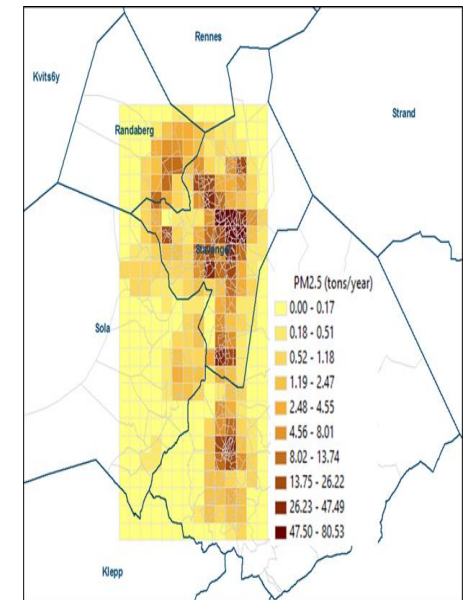 Rennes
Kvits6y
Strand
Randaberg
Stavanger
PM2.5 (tons/year)
0.00 - 0.17
0.18 - 0.51
Sola
0.52 - 1.18
1.19 - 2.47
2.48 - 4.55
4.56 - 8.01
8.02 - 13.74
13.75 - 26.22
26.23 - 47.49
47.50 - 80.53
Klepp